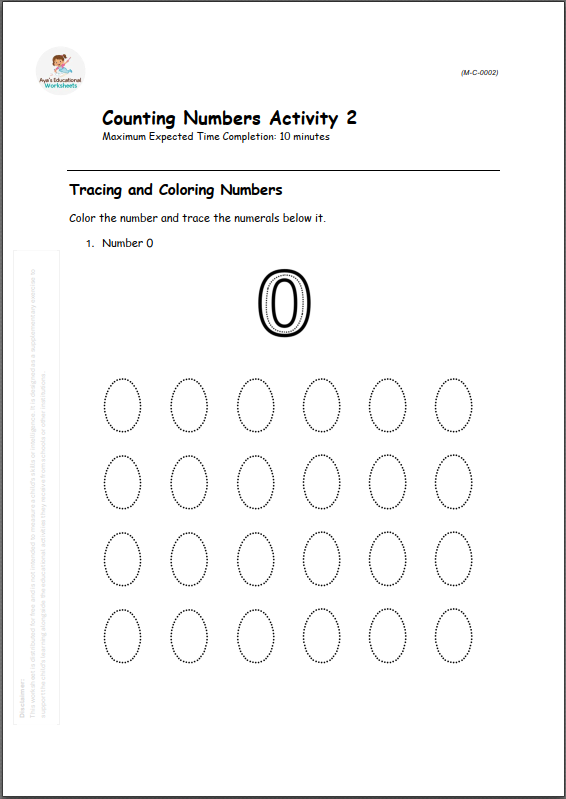 Aya's Educational
Worksheets
(M-C-0002)
Counting Numbers Activity 2
Maximum Expected Time Completion: 10 minutes
Tracing and Coloring Numbers
Color the number and trace the numerals below it.
1. Number 0
0
0 0 0 0 0 0
0 0 0 0 0 0
0 0 0 0 0 0
0 0 0 0 0 0
Disclaimer:
This worksheet is distributed for free and is not intended to measure a child's skills or intelligence. It is designed as a supplementary exercise to
support the child's learning alongside the educational activities they receive from schools or other institutions.